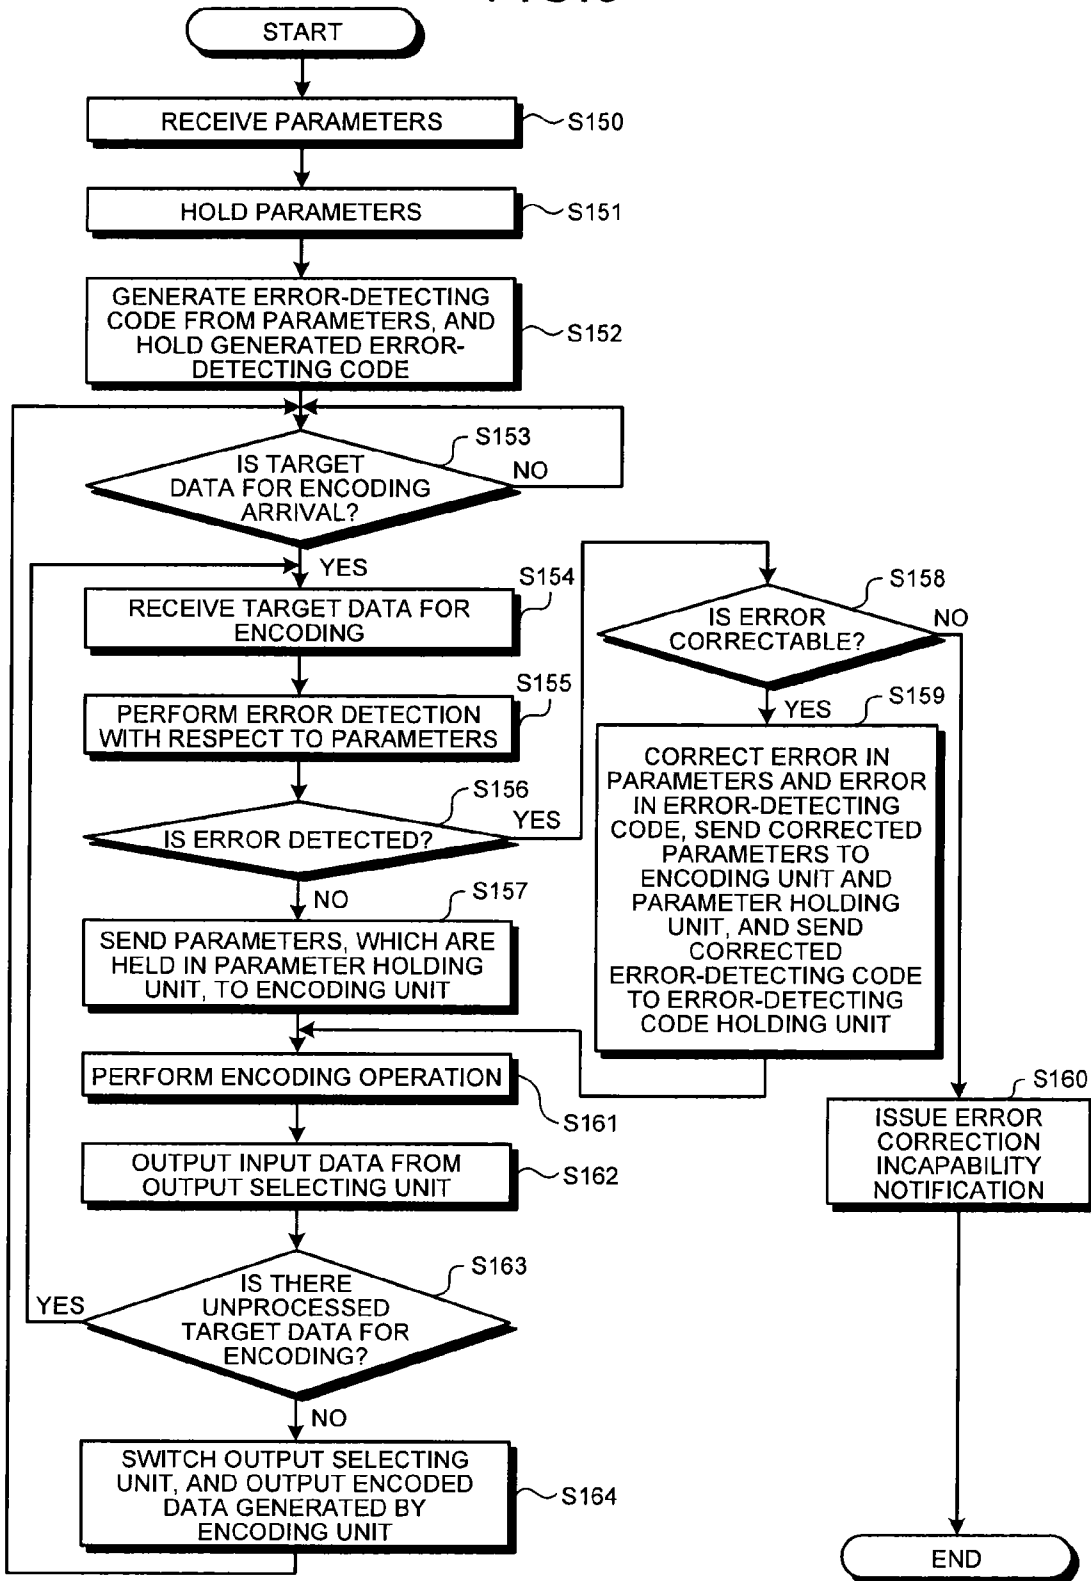 START
RECEIVE PARAMETERS
S150
HOLD PARAMETERS
S151
GENERATE ERROR-DETECTING
CODE FROM PARAMETERS, AND
HOLD GENERATED ERROR-
DETECTING CODE
S152
S153
IS TARGET
DATA FOR ENCODING
ARRIVAL?
NO
YES
S154
RECEIVE TARGET DATA FOR
ENCODING
S155
PERFORM ERROR DETECTION
WITH RESPECT TO PARAMETERS
S156
IS ERROR DETECTED?
YES
NO
S157
SEND PARAMETERS, WHICH ARE
HELD IN PARAMETER HOLDING
UNIT, TO ENCODING UNIT
S158
IS ERROR
CORRECTABLE?
NO
YES
S159
CORRECT ERROR IN
PARAMETERS AND ERROR
IN ERROR-DETECTING
CODE, SEND CORRECTED
PARAMETERS TO
ENCODING UNIT AND
PARAMETER HOLDING
UNIT, AND SEND
CORRECTED
ERROR-DETECTING CODE
TO ERROR-DETECTING
CODE HOLDING UNIT
S160
ISSUE ERROR
CORRECTION
INCAPABILITY
NOTIFICATION
PERFORM ENCODING OPERATION
S161
OUTPUT INPUT DATA FROM
OUTPUT SELECTING UNIT
S162
S163
IS THERE
UNPROCESSED
TARGET DATA FOR
ENCODING?
YES
NO
SWITCH OUTPUT SELECTING
UNIT, AND OUTPUT ENCODED
DATA GENERATED BY
ENCODING UNIT
S164
END